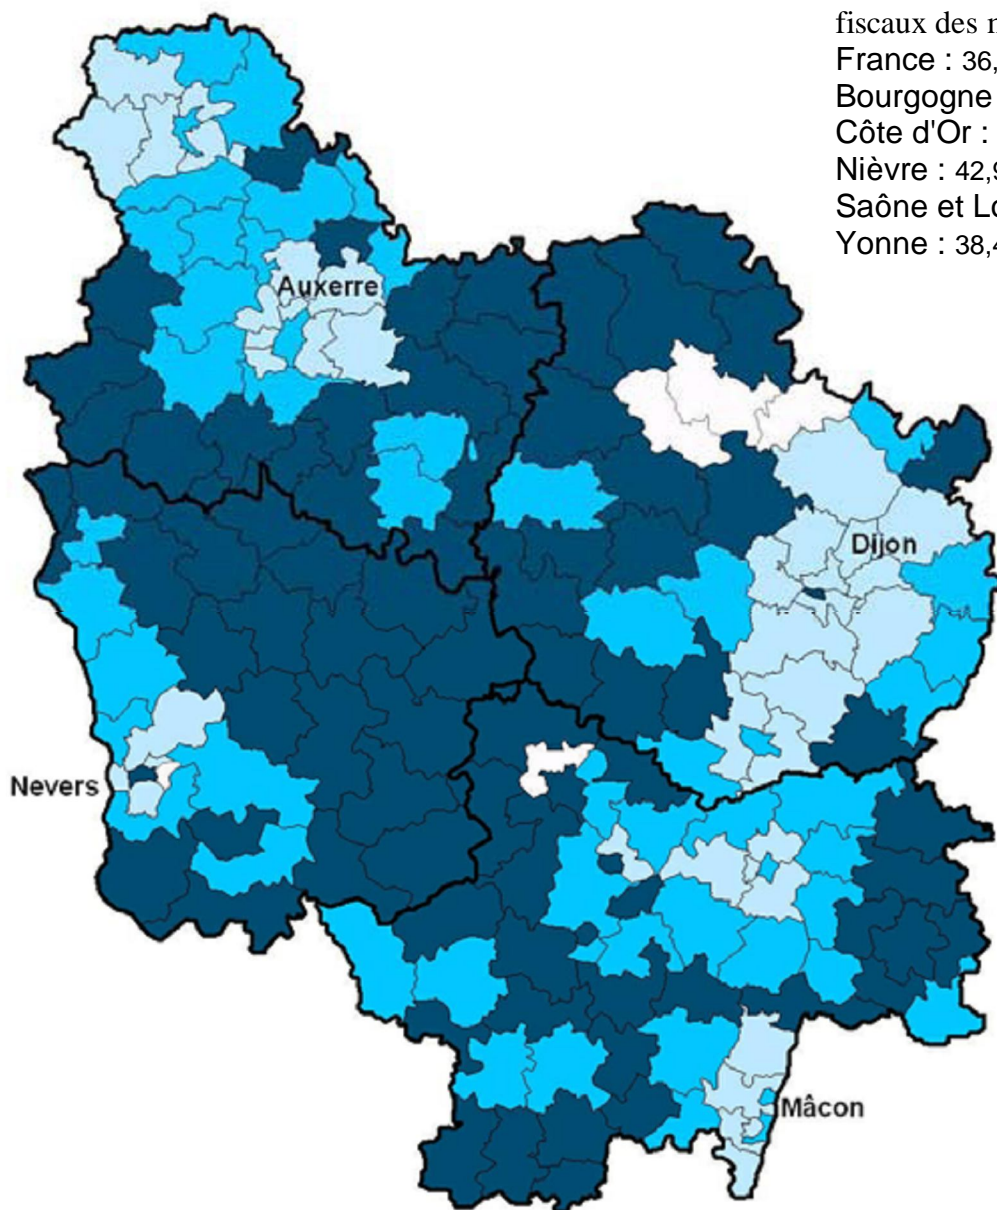 fiscaux des
France : 36,
Bourgogne
Côte d'Or :
Nièvre : 42,9
Saône et
Yonne : 38,4
Auxerre
Dijon
Nevers
Mâcon